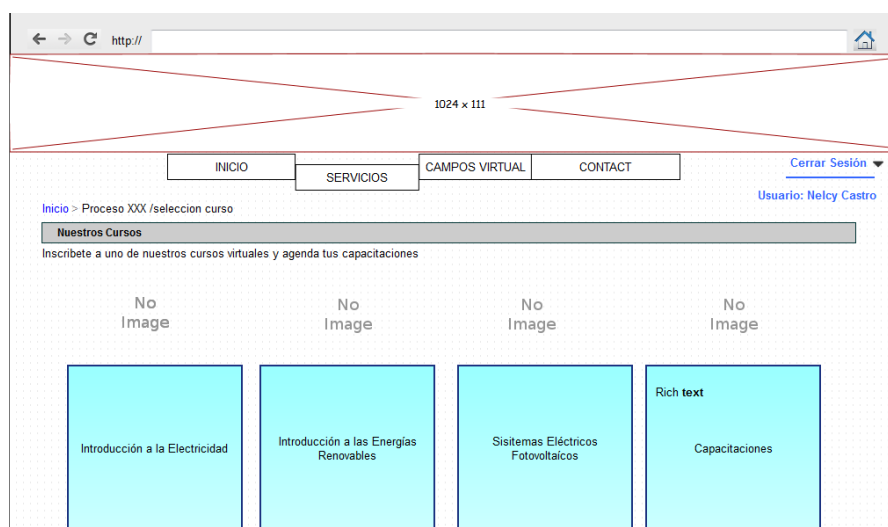 http://
1024 x 111
INICIO
SERVICIOS
CAMPOS VIRTUAL
CONTACT
Cerrar Sesión
Usuario: Nelcy Castro
Inicio > Proceso XXX /seleccion curso
Nuestros Cursos
Inscribete a uno de nuestros cursos virtuales y agenda tus capacitaciones
No
Image
No
Image
No
Image
No
Image
Introducción a la Electricidad
Introducción a las Energías
Renovables
Sisitemas Eléctricos
Fotovoltaícos
Rich text
Capacitaciones